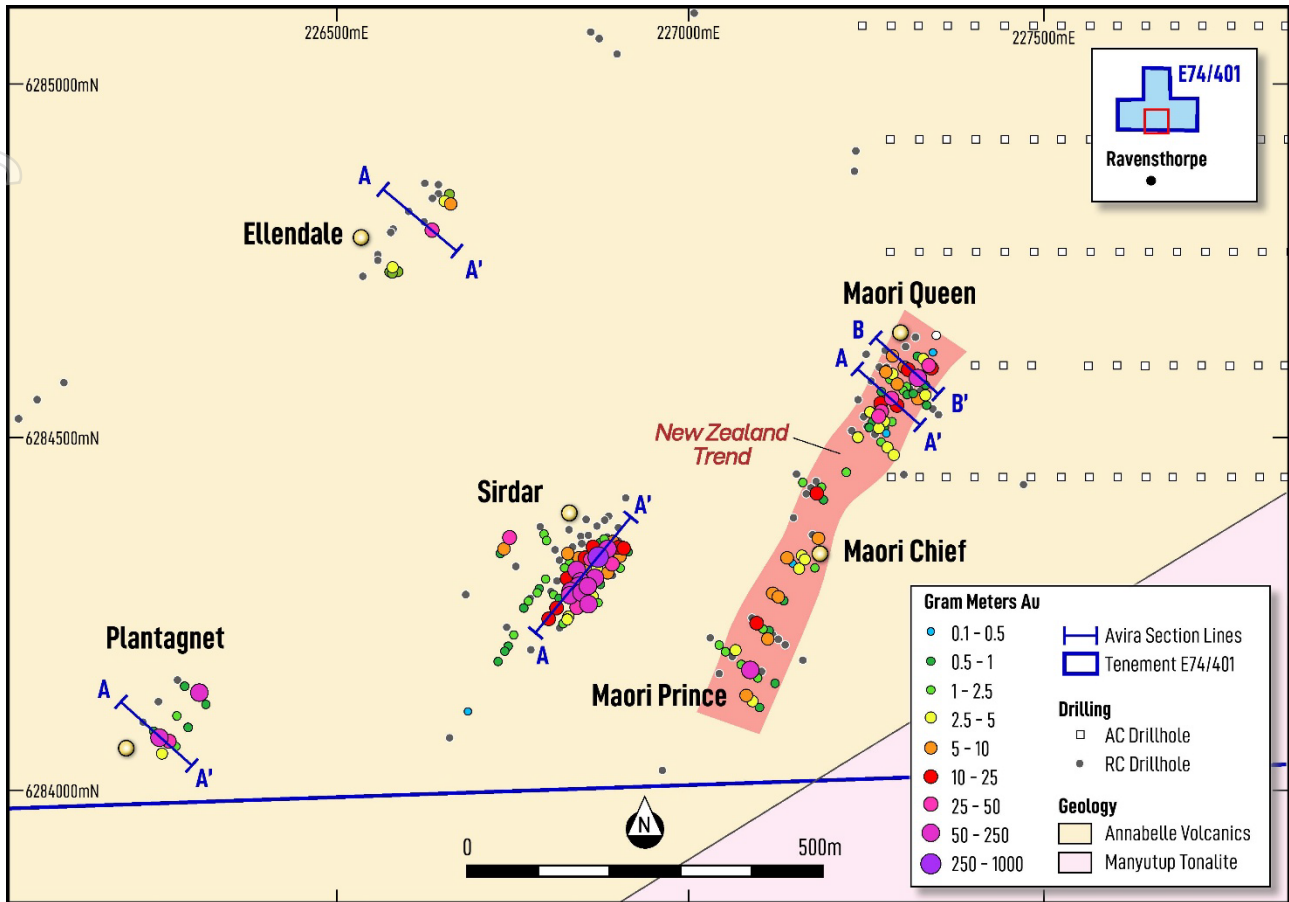 226500mE
227000mE
227500mE
6285000mN
E74/401
Ravensthorpe
A
Ellendale
A'
Maori Queen
B
A
B'
A'
6284500mN
New Zealand
Trend
Sirdar
A'
Maori Chief
A
Plantagnet
A
Maori Prince
A'
6284000mN
N
0
500m
Gram Meters Au
0.1 - 0.5
0.5 - 1
1 - 2.5
2.5 - 5
5 - 10
10 - 25
25 - 50
50 - 250
250 - 1000
Avira Section Lines
Tenement E74/401
Drilling
AC Drillhole
RC Drillhole
Geology
Annabelle Volcanics
Manyutup Tonalite